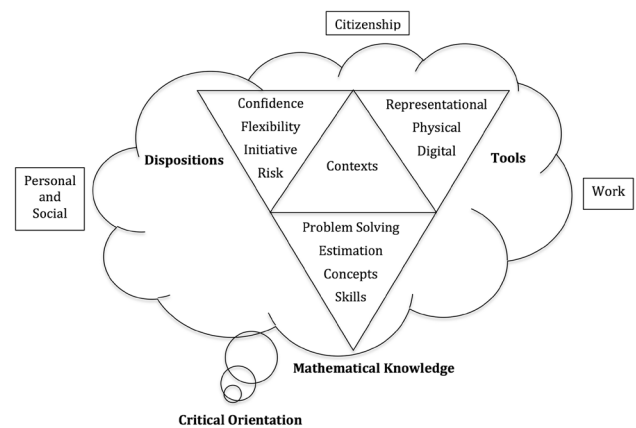 Citizenship
Confidence
Flexibility
Initiative
Risk
Representational
Physical
Digital
Dispositions
Contexts
Tools
Personal
and
Social
Work
Problem Solving
Estimation
Concepts
Skills
Mathematical Knowledge
Critical Orientation